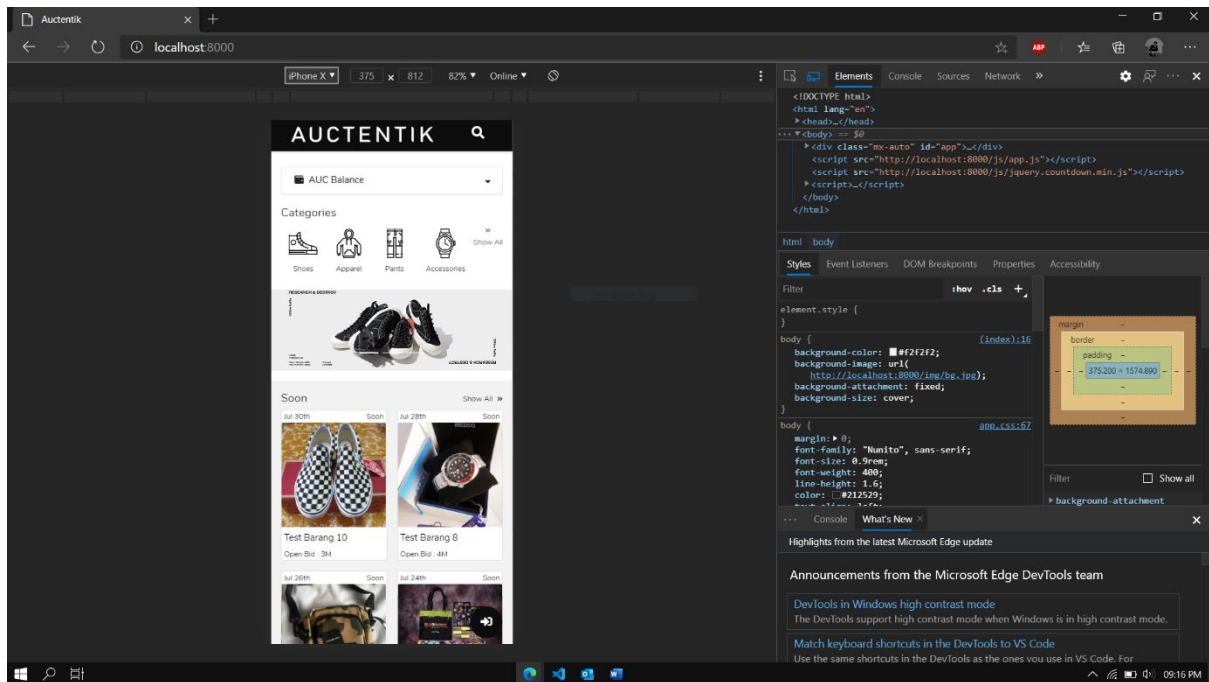 Auctentik
localhost:8000
ABP
iPhone X ▼ 375 x 812 82% ▼ Online ▼
Elements Console Sources Network »
<!DOCTYPE html>
<html lang="en">
▶<head>…</head>
··· ▼<body> == $0
▶<div class="mx-auto" id="app">…</div>
<script src="http://localhost:8000/js/app.js"></script>
<script src="http://localhost:8000/js/jquery.countdown.min.js"></script>
▶<script>…</script>
</body>
</html>
html body
Styles Event Listeners DOM Breakpoints Properties Accessibility
Filter :hov .cls +
element.style {
}
body { (index):16
background-color: #f2f2f2;
background-image: url(
http://localhost:8000/img/bg.jpg);
background-attachment: fixed;
background-size: cover;
}
body { app.css:67
margin: ▶ 0;
font-family: "Nunito", sans-serif;
font-size: 0.9rem;
font-weight: 400;
line-height: 1.6;
color: #212529;
margin -
border -
padding -
- - - 375.200 × 1574.890 - - -
-
-
-
Filter Show all
▶ background-attachment
··· Console What's New ×
Highlights from the latest Microsoft Edge update
Announcements from the Microsoft Edge DevTools team
DevTools in Windows high contrast mode
The DevTools support high contrast mode when Windows is in high contrast mode.
Match keyboard shortcuts in the DevTools to VS Code
Use the same shortcuts in the DevTools as the ones you use in VS Code. For
AUCTENTIK
AUC Balance
Categories
»
Show All
Shoes Apparel Pants Accessories
RESEARCH & DESTROY
RESEARCH & DESTROY
Soon Show All »
Jul 30th Soon
Jul 28th Soon
Test Barang 10
Open Bid : 3M
Test Barang 8
Open Bid : 4M
Jul 26th Soon
Jul 24th Soon
09:16 PM